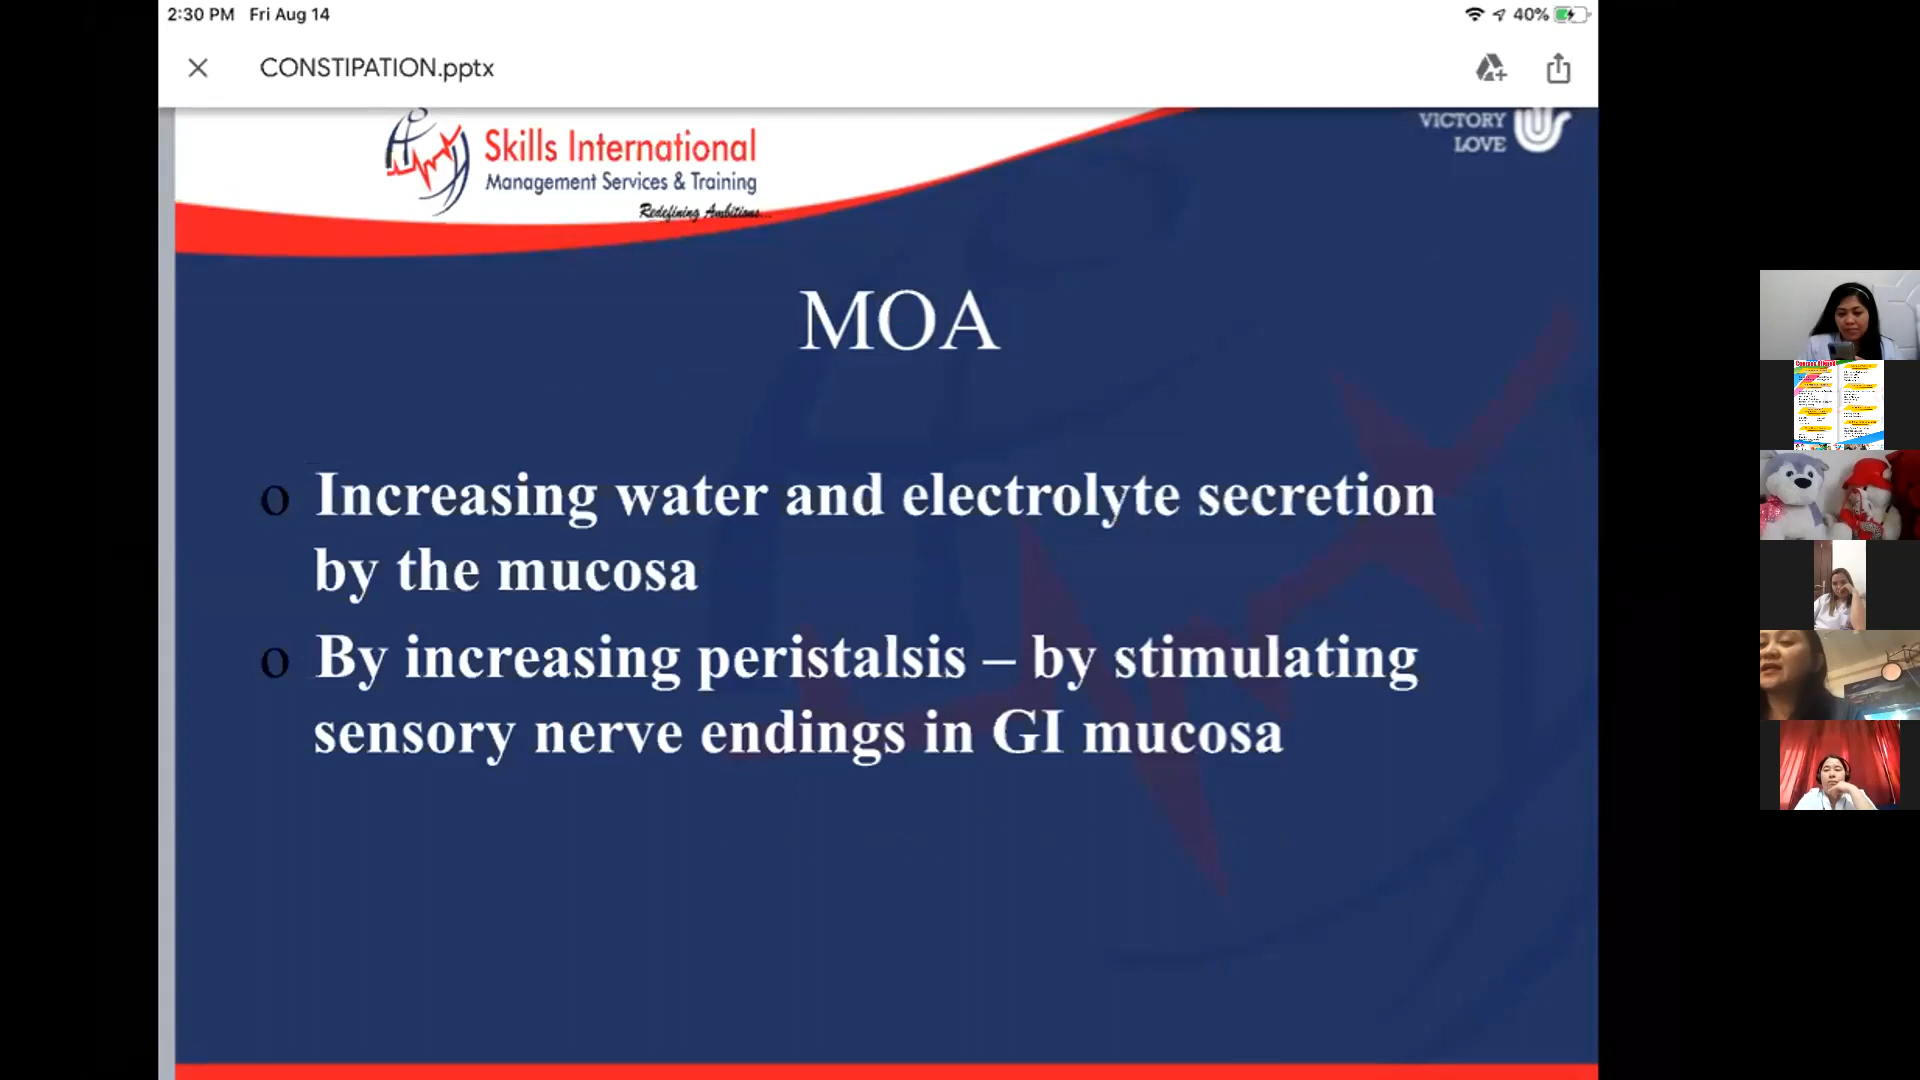 2:30 PM Fri Aug 14
40%
CONSTIPATION.pptx
Skills International
Management Services & Training
Redefining Ambitions...
VICTORY
LOVE
MOA
o Increasing water and electrolyte secretion
by the mucosa
o By increasing peristalsis – by stimulating
sensory nerve endings in GI mucosa